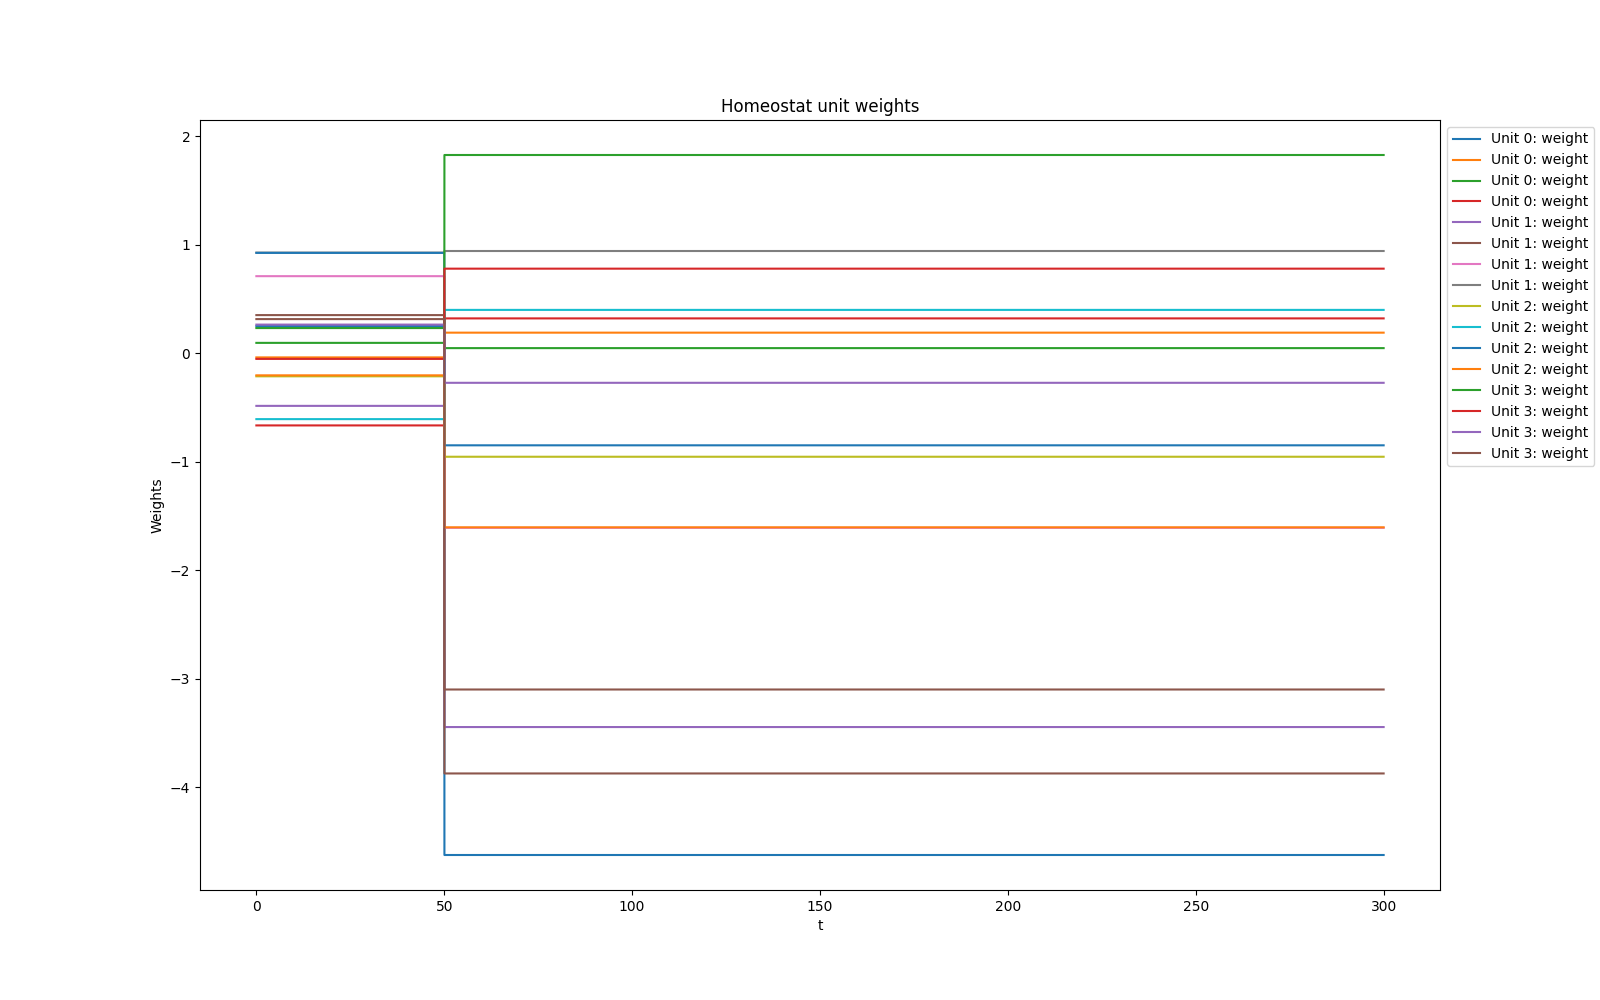 Homeostat unit weights
2
1
0
−1
−2
−3
−4
Weights
0
50
100
150
200
250
300
t
Unit 0: weight
Unit 0: weight
Unit 0: weight
Unit 0: weight
Unit 1: weight
Unit 1: weight
Unit 1: weight
Unit 1: weight
Unit 2: weight
Unit 2: weight
Unit 2: weight
Unit 2: weight
Unit 3: weight
Unit 3: weight
Unit 3: weight
Unit 3: weight